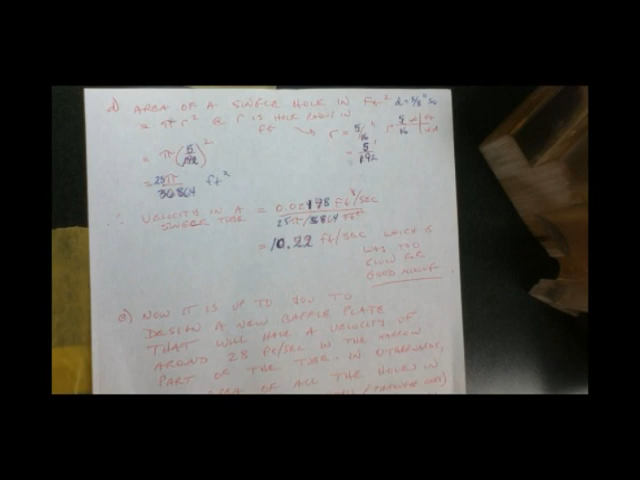 d) AREA OF A SINGLE HOLE IN Ft² d=5/8" so
= πr² @ r IS HOLE RADIUS IN ft → r = 5/16"
= π(5/192)² = 5/192'
= 25π/36864 ft²
∴ VELOCITY IN A SINGLE TUBE = 0.02178 ft³/SEC / 25π/36864 ft²
= 10.22 ft/SEC WHICH IS
WAY TOO
SLOW FOR
GOOD
e) NOW IT IS UP TO YOU TO
DESIGN A NEW BAFFLE PLATE
THAT WILL HAVE A VELOCITY OF
AROUND 28 Ft/SEC IN THE NARROW
PART OF THE TUBE. IN OTHERWORDS,
AREA OF ALL THE HOLES IN